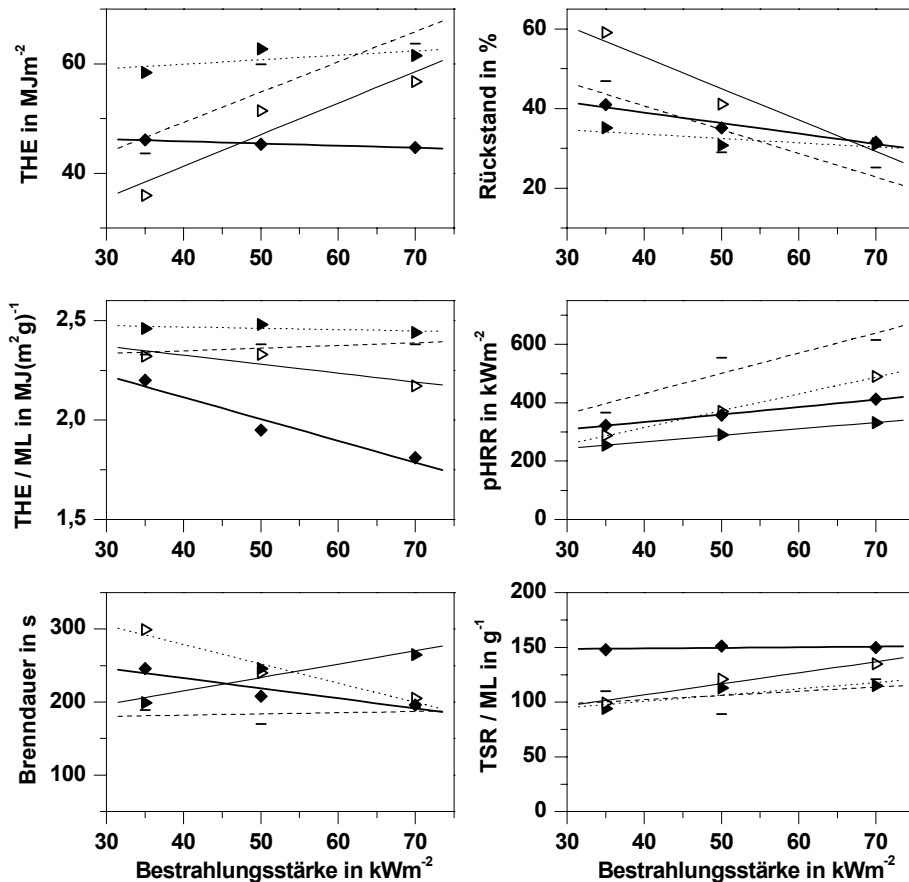 THE in MJm⁻²
60
40
30 40 50 60 70
Rückstand in %
60
40
20
30 40 50 60 70
THE / ML in MJ(m²g)⁻¹
2,5
2,0
1,5
30 40 50 60 70
pHRR in kWm⁻²
600
400
200
0
30 40 50 60 70
Brenndauer in s
300
200
100
30 40 50 60 70
Bestrahlungsstärke in kWm⁻²
TSR / ML in g⁻¹
200
150
100
50
0
30 40 50 60 70
Bestrahlungsstärke in kWm⁻²